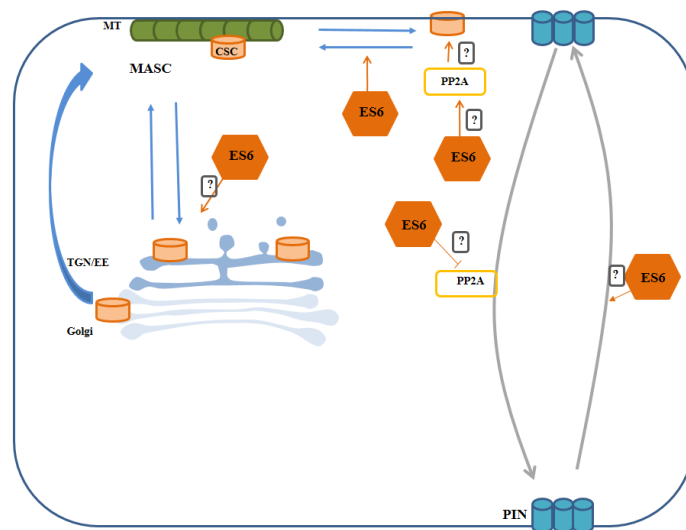 MT
CSC
MASC
?
PP2A
ES6
?
ES6
ES6
?
ES6
?
TGN/EE
PP2A
?
ES6
Golgi
PIN